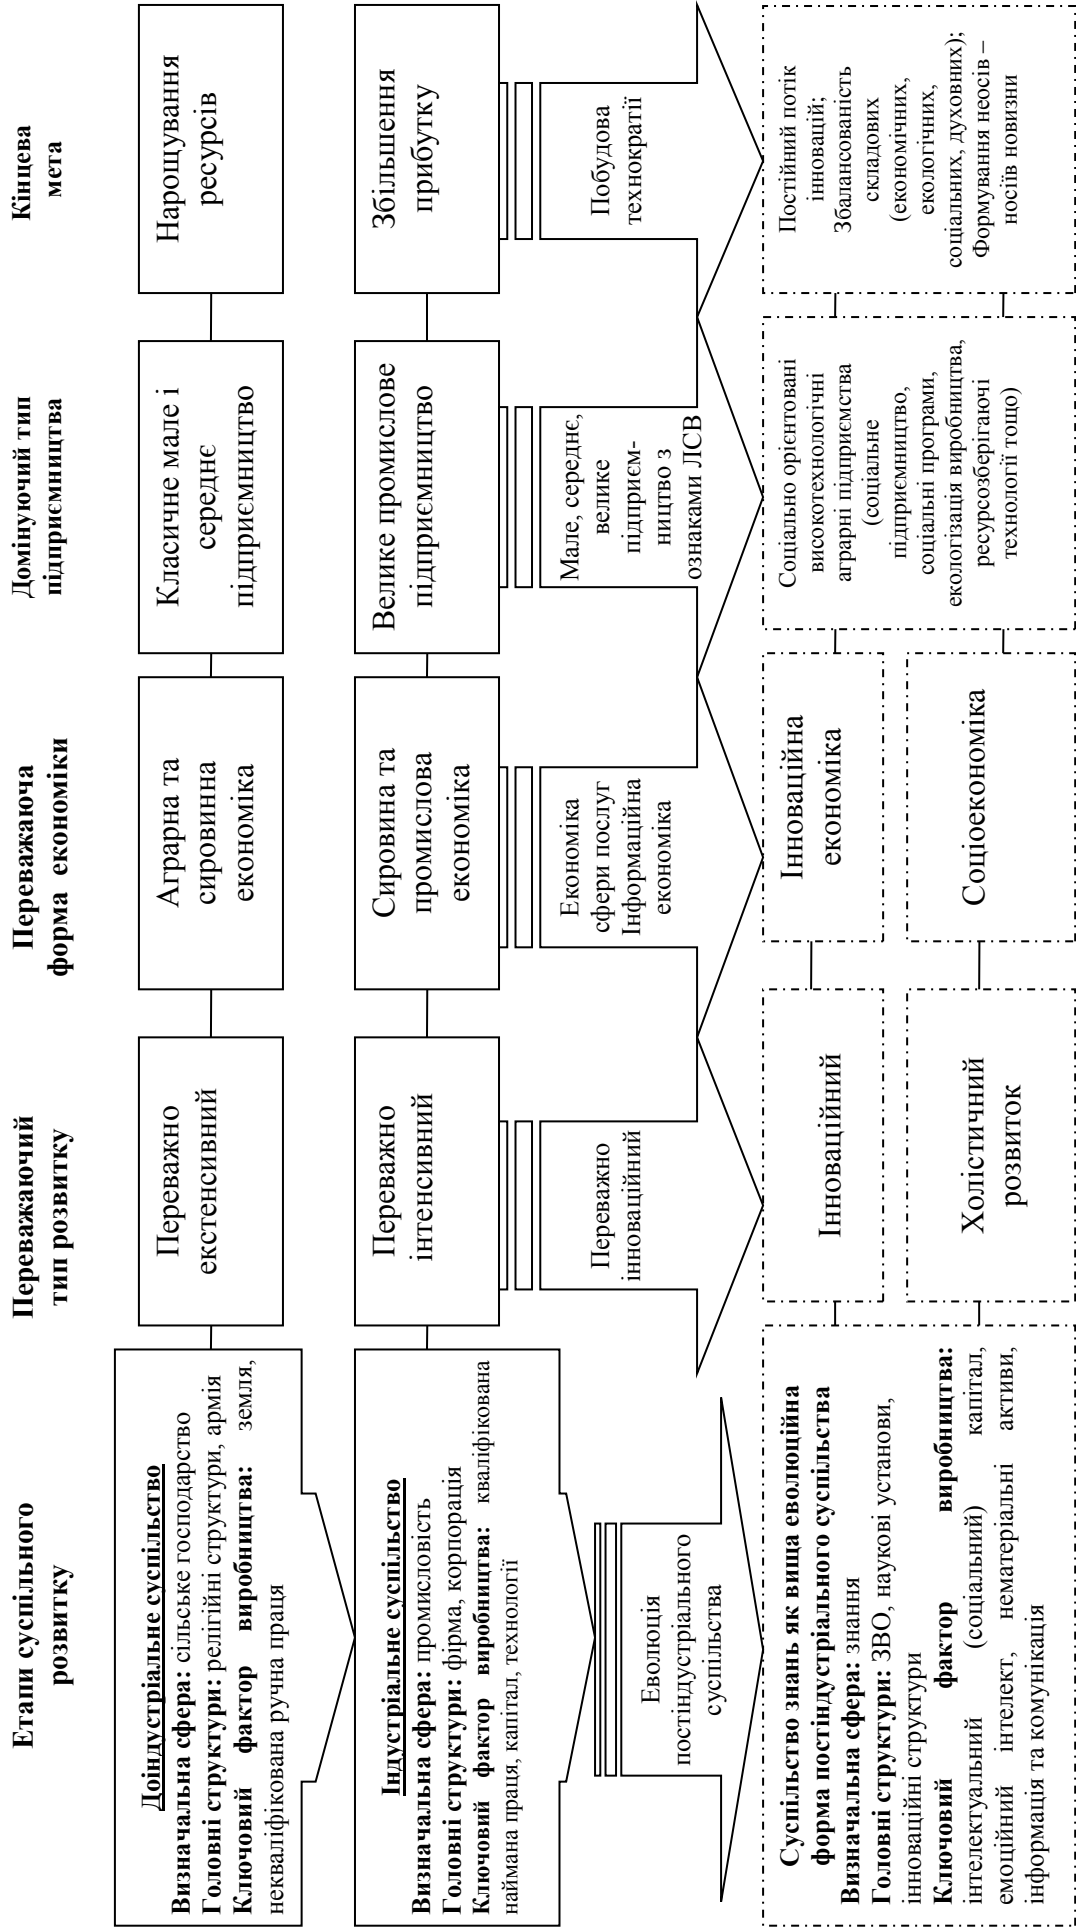 Етапи суспільного
розвитку
Переважаючий
тип розвитку
Переважаюча
форма економіки
Домінуючий тип
підприємництва
Кінцева
мета
Доіндустріальне суспільство
Визначальна сфера: сільське господарство
Головні структури: релігійні структури, армія
Ключовий фактор виробництва: земля,
некваліфікована ручна праця
Переважно
екстенсивний
Аграрна та
сировинна
економіка
Класичне мале і
середнє
підприємництво
Нарощування
ресурсів
Індустріальне суспільство
Визначальна сфера: промисловість
Головні структури: фірма, корпорація
Ключовий фактор виробництва: кваліфікована
наймана праця, капітал, технології
Переважно
інтенсивний
Сировина та
промислова
економіка
Велике промислове
підприємництво
Збільшення
прибутку
Еволюція
постіндустріального
суспільства
Переважно
інноваційний
Економіка
сфери послуг
Інформаційна
економіка
Мале, середнє,
велике
підприєм-
ництво з
ознаками ЛСВ
Побудова
технократії
Суспільство знань як вища еволюційна
форма постіндустріального суспільства
Визначальна сфера: знання
Головні структури: ЗВО, наукові установи,
інноваційні структури
Ключовий фактор виробництва:
інтелектуальний (соціальний) капітал,
емоційний інтелект, нематеріальні активи,
інформація та комунікація
Інноваційний
Холістичний
розвиток
Інноваційна
економіка
Соціоекономіка
Соціально орієнтовані
високотехнологічні
аграрні підприємства
(соціальне
підприємництво,
соціальні програми,
екологізація виробництва,
ресурсозберігаючі
технології тощо)
Постійний потік
інновацій;
Збалансованість
складових
(економічних,
екологічних,
соціальних, духовних);
Формування неосів –
носіїв новизни